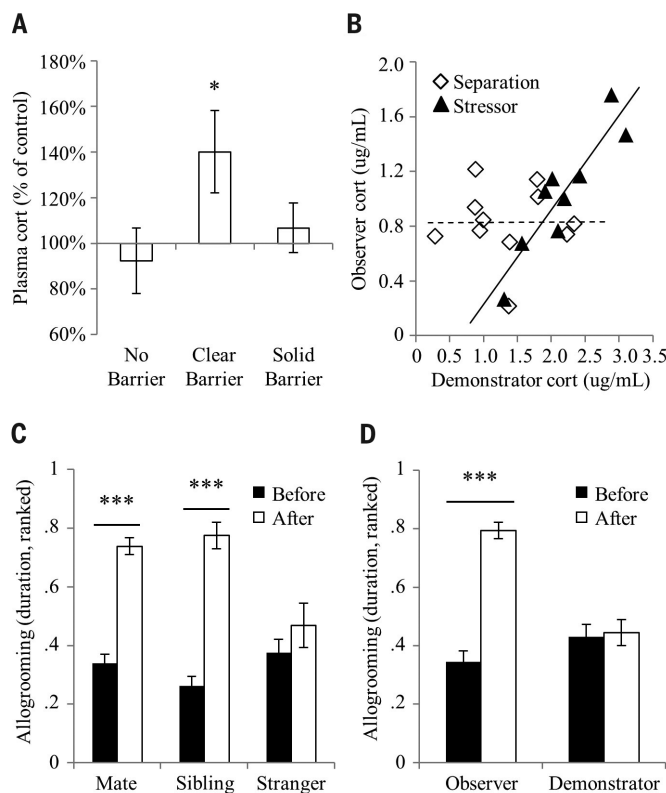 A
Plasma cort (% of control)
180%
160%
140%
120%
100%
80%
60%
*
No Barrier
Clear Barrier
Solid Barrier
B
Observer cort (ug/mL)
2.0
1.6
1.2
0.8
0.4
0
Separation
Stressor
0 0.5 1.0 1.5 2.0 2.5 3.0 3.5
Demonstrator cort (ug/mL)
C
Allogrooming (duration, ranked)
1
.8
.6
.4
.2
0
*** ***
Before
After
Mate Sibling Stranger
D
Allogrooming (duration, ranked)
1
.8
.6
.4
.2
0
***
Before
After
Observer Demonstrator